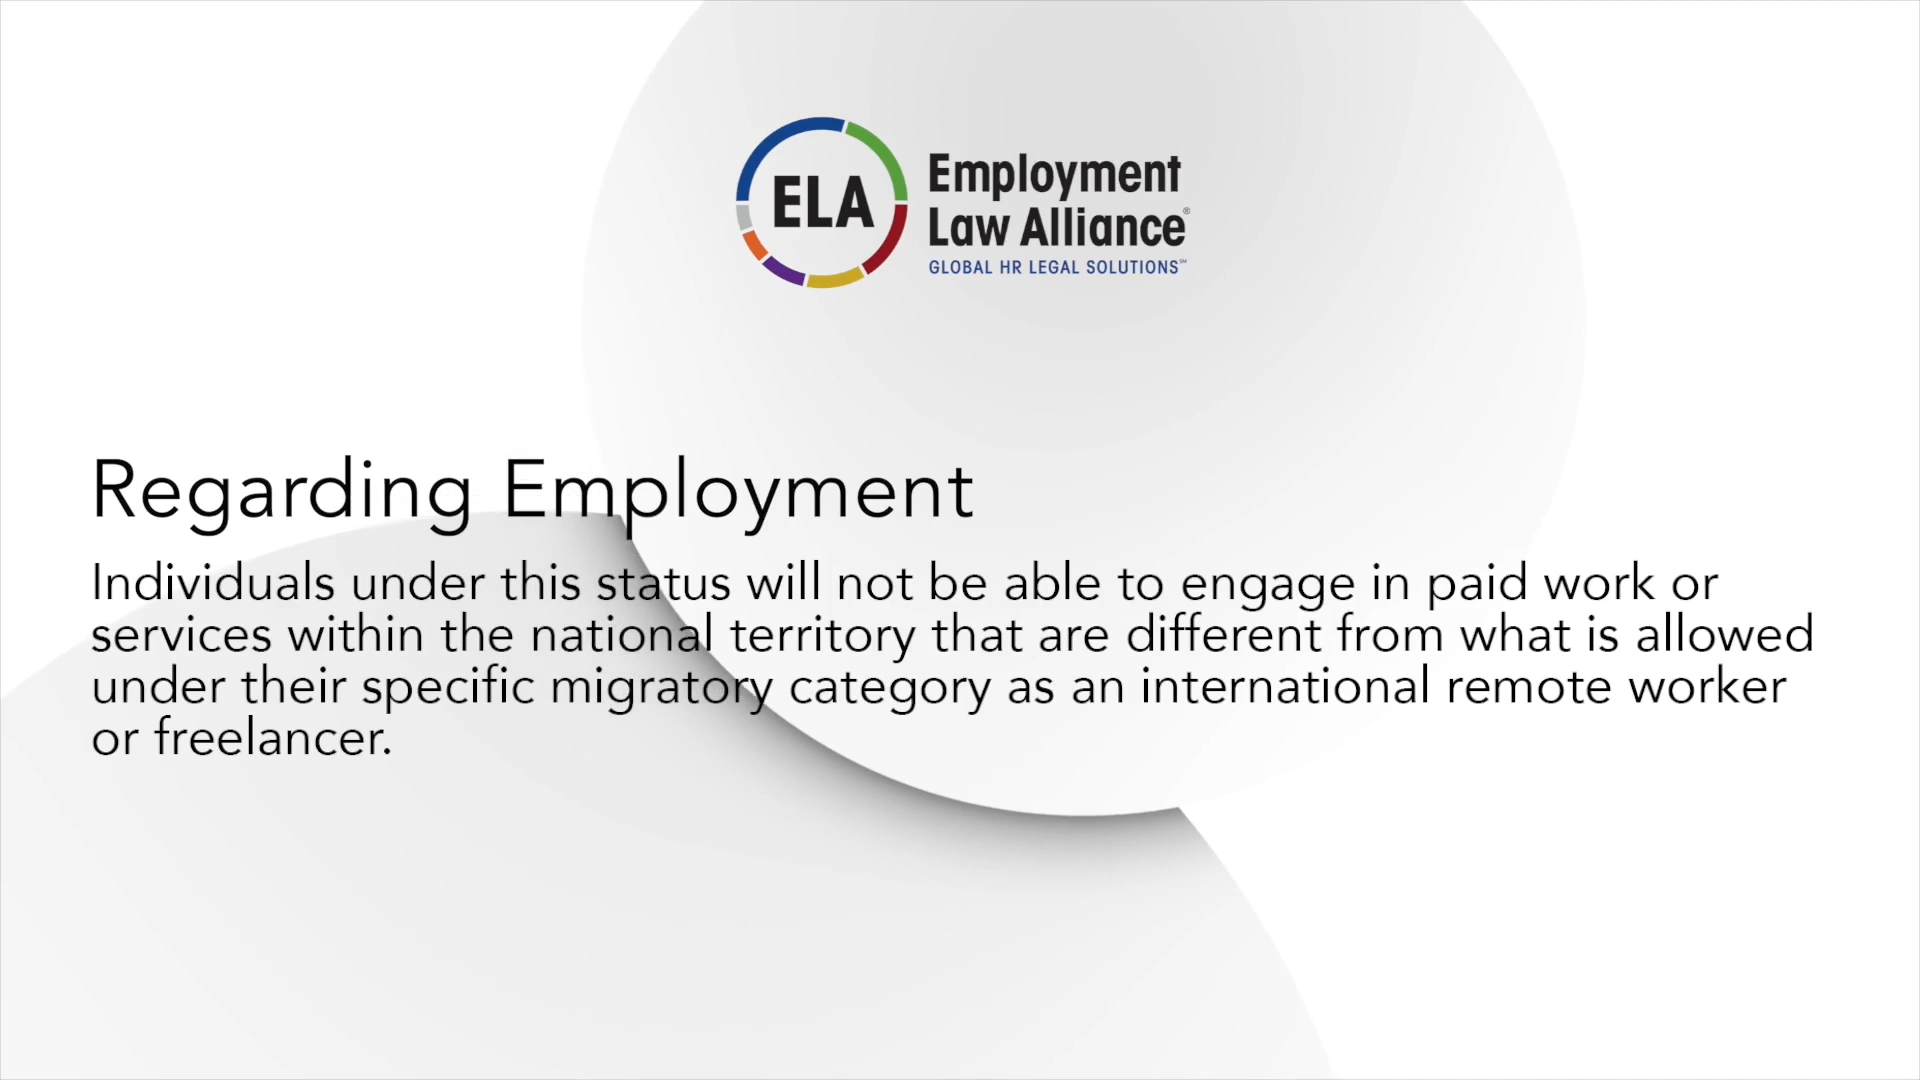 ELA
Employment
Law Alliance®
GLOBAL HR LEGAL SOLUTIONS℠
Regarding Employment
Individuals under this status will not be able to engage in paid work or
services within the national territory that are different from what is allowed
under their specific migratory category as an international remote worker
or freelancer.